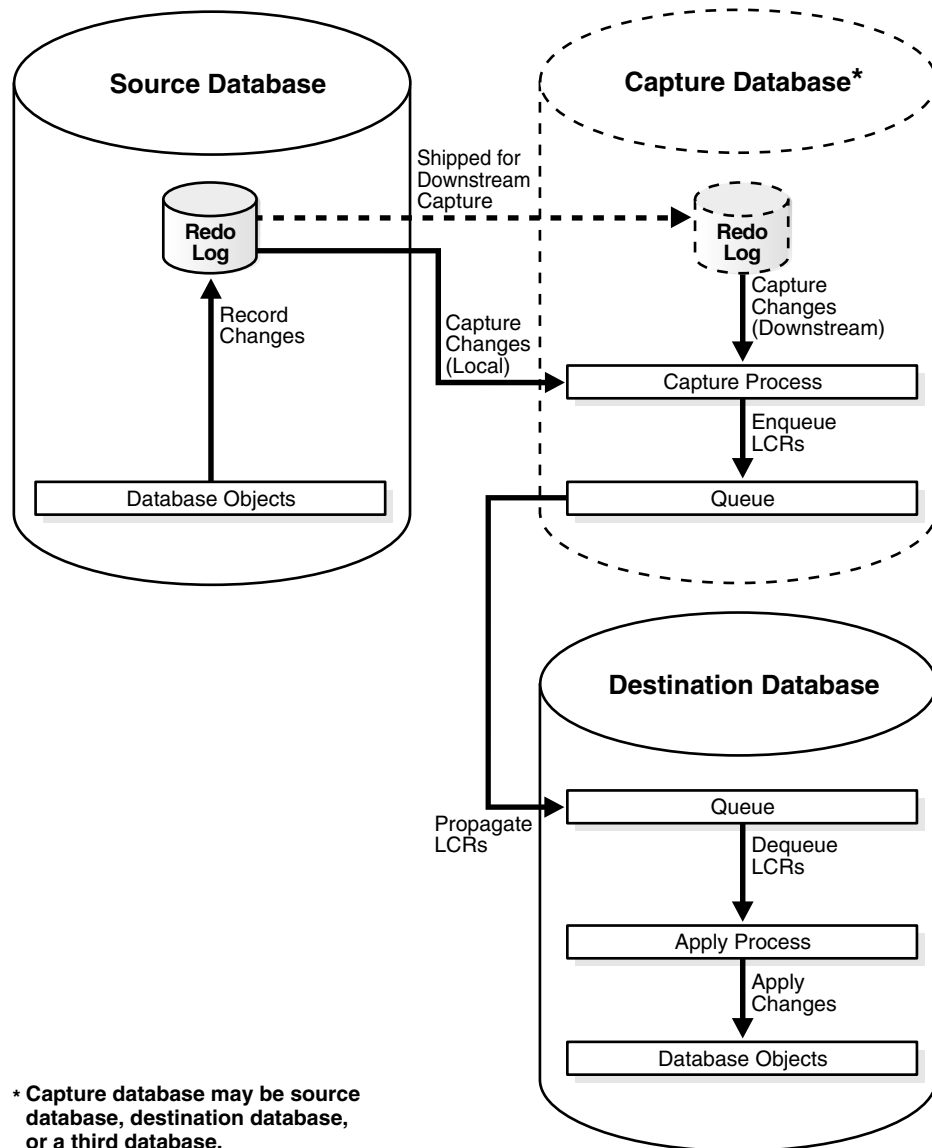 Source Database
Capture Database*
Shipped for
Downstream
Capture
Redo
Log
Redo
Log
Record
Changes
Capture
Changes
(Local)
Capture
Changes
(Downstream)
Capture Process
Enqueue
LCRs
Database Objects
Queue
Destination Database
Queue
Propagate
LCRs
Dequeue
LCRs
Apply Process
Apply
Changes
Database Objects
* Capture database may be source
database, destination database,
or a third database.